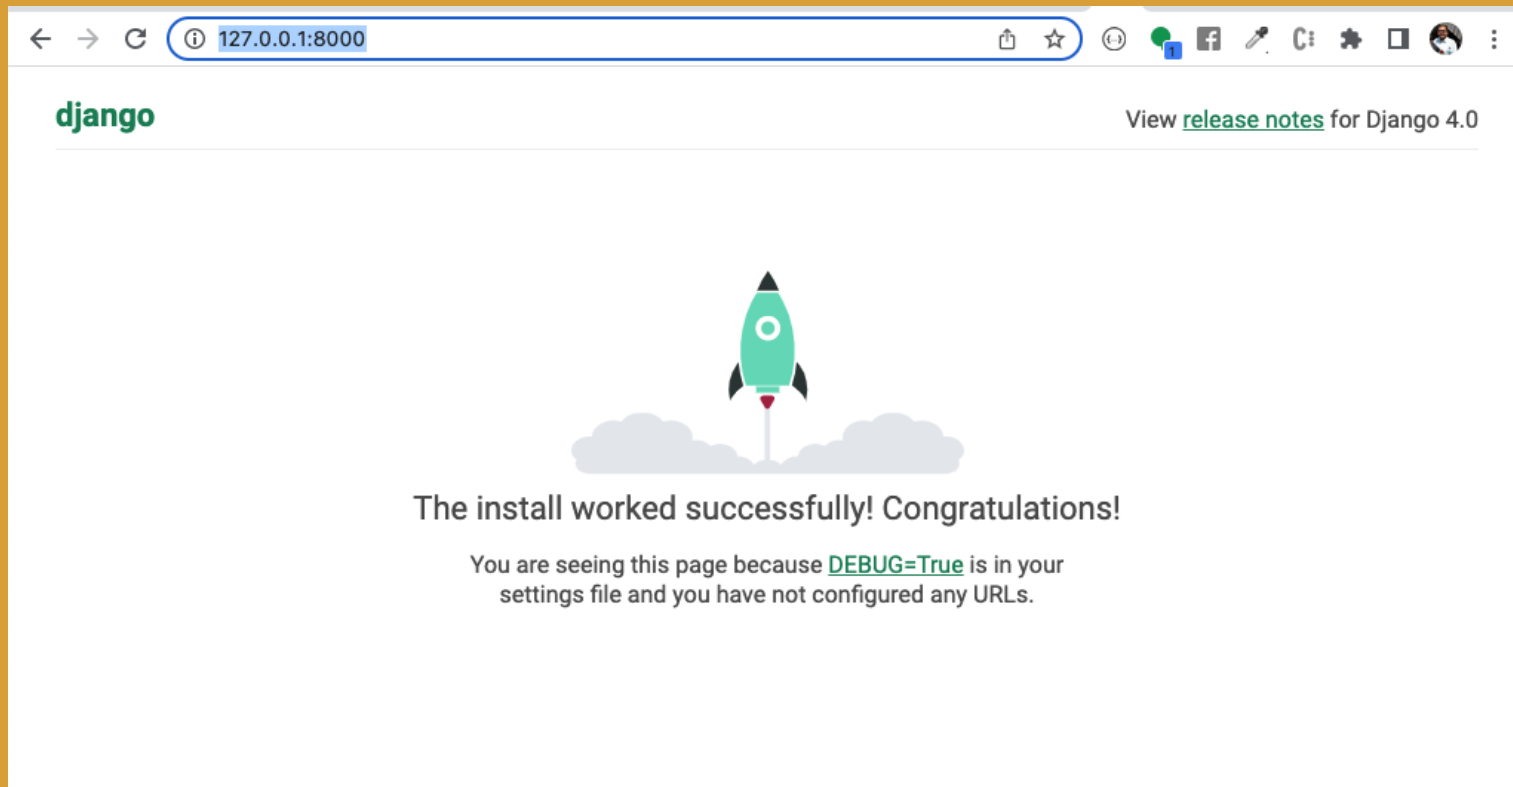 127.0.0.1:8000
1
django
View release notes for Django 4.0
The install worked successfully! Congratulations!
You are seeing this page because DEBUG=True is in your
settings file and you have not configured any URLs.